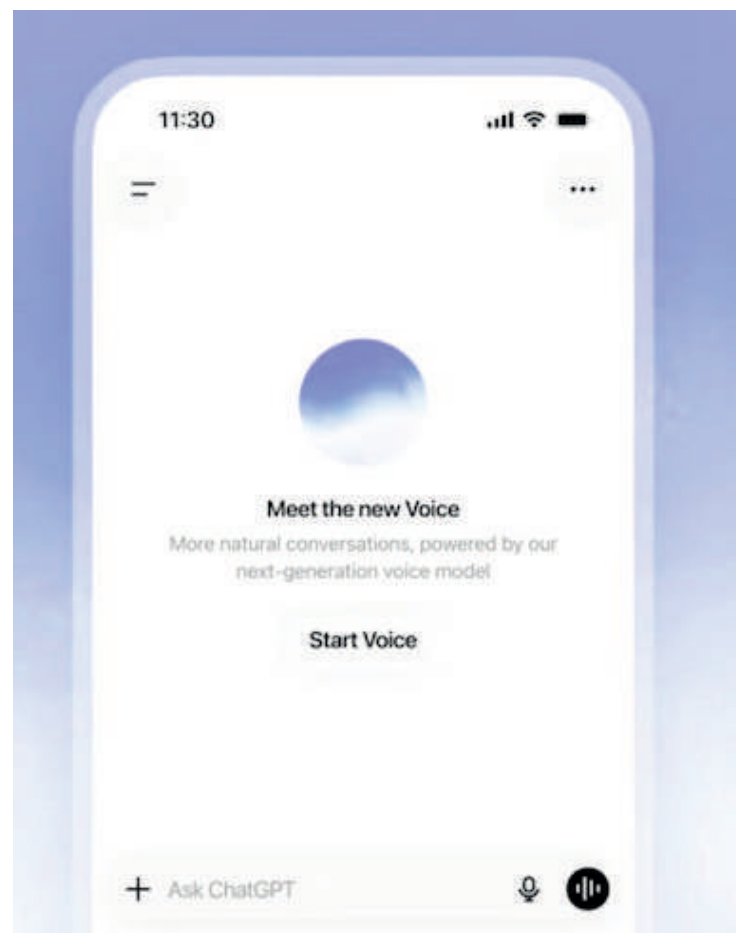 11:30
Meet the new Voice
More natural conversations, powered by our
next-generation voice model
Start Voice
Ask ChatGPT